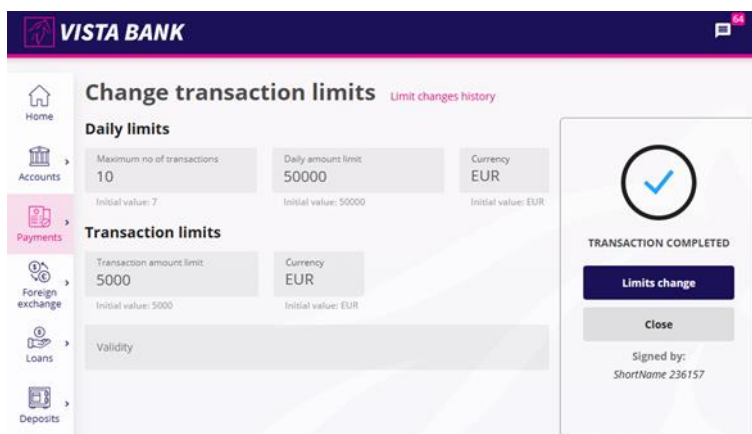 VISTA BANK
64
Home
Accounts
Payments
Foreign
exchange
Loans
Deposits
Change transaction limits Limit changes history
Daily limits
Maximum no of transactions Daily amount limit Currency
10 50000 EUR
Initial value: 7 Initial value: 50000 Initial value: EUR
Transaction limits
Transaction amount limit Currency
5000 EUR
Initial value: 5000 Initial value: EUR
Validity
TRANSACTION COMPLETED
Limits change
Close
Signed by:
ShortName 236157